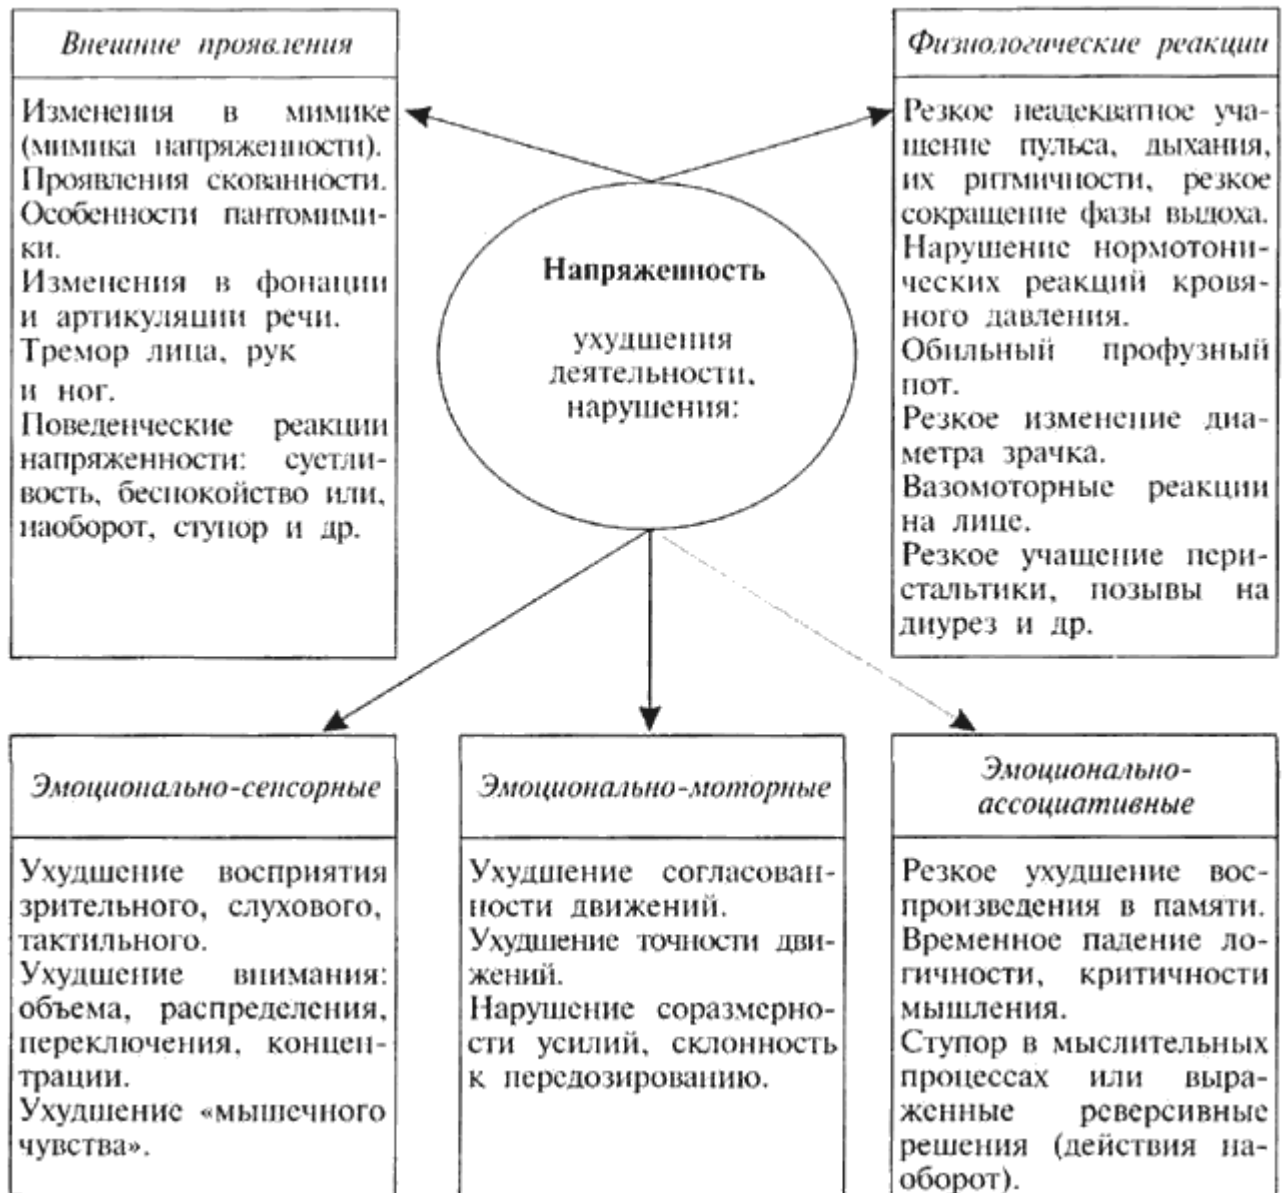 Внешние проявления
Изменения в мимике
(мимика напряженности).
Проявления скованности.
Особенности пантомими-
ки.
Изменения в фонации
и артикуляции речи.
Тремор лица, рук
и ног.
Поведенческие реакции
напряженности: суетли-
вость, беспокойство или,
наоборот, ступор и др.
Физиологические реакции
Резкое неадекватное уча-
щение пульса, дыхания,
их ритмичности, резкое
сокращение фазы выдоха.
Нарушение нормотони-
ческих реакций кровя-
ного давления.
Обильный профузный
пот.
Резкое изменение диа-
метра зрачка.
Вазомоторные реакции
на лице.
Резкое учащение пери-
стальтики, позывы на
диурез и др.
Напряженность
ухудшения
деятельности,
нарушения:
Эмоционально-сенсорные
Ухудшение восприятия
зрительного, слухового,
тактильного.
Ухудшение внимания:
объема, распределения,
переключения, концен-
трации.
Ухудшение «мышечного
чувства».
Эмоционально-моторные
Ухудшение согласован-
ности движений.
Ухудшение точности дви-
жений.
Нарушение соразмерно-
сти усилий, склонность
к передозированию.
Эмоционально-
ассоциативные
Резкое ухудшение вос-
произведения в памяти.
Временное падение ло-
гичности, критичности
мышления.
Ступор в мыслительных
процессах или выра-
женные реверсивные
решения (действия на-
оборот).